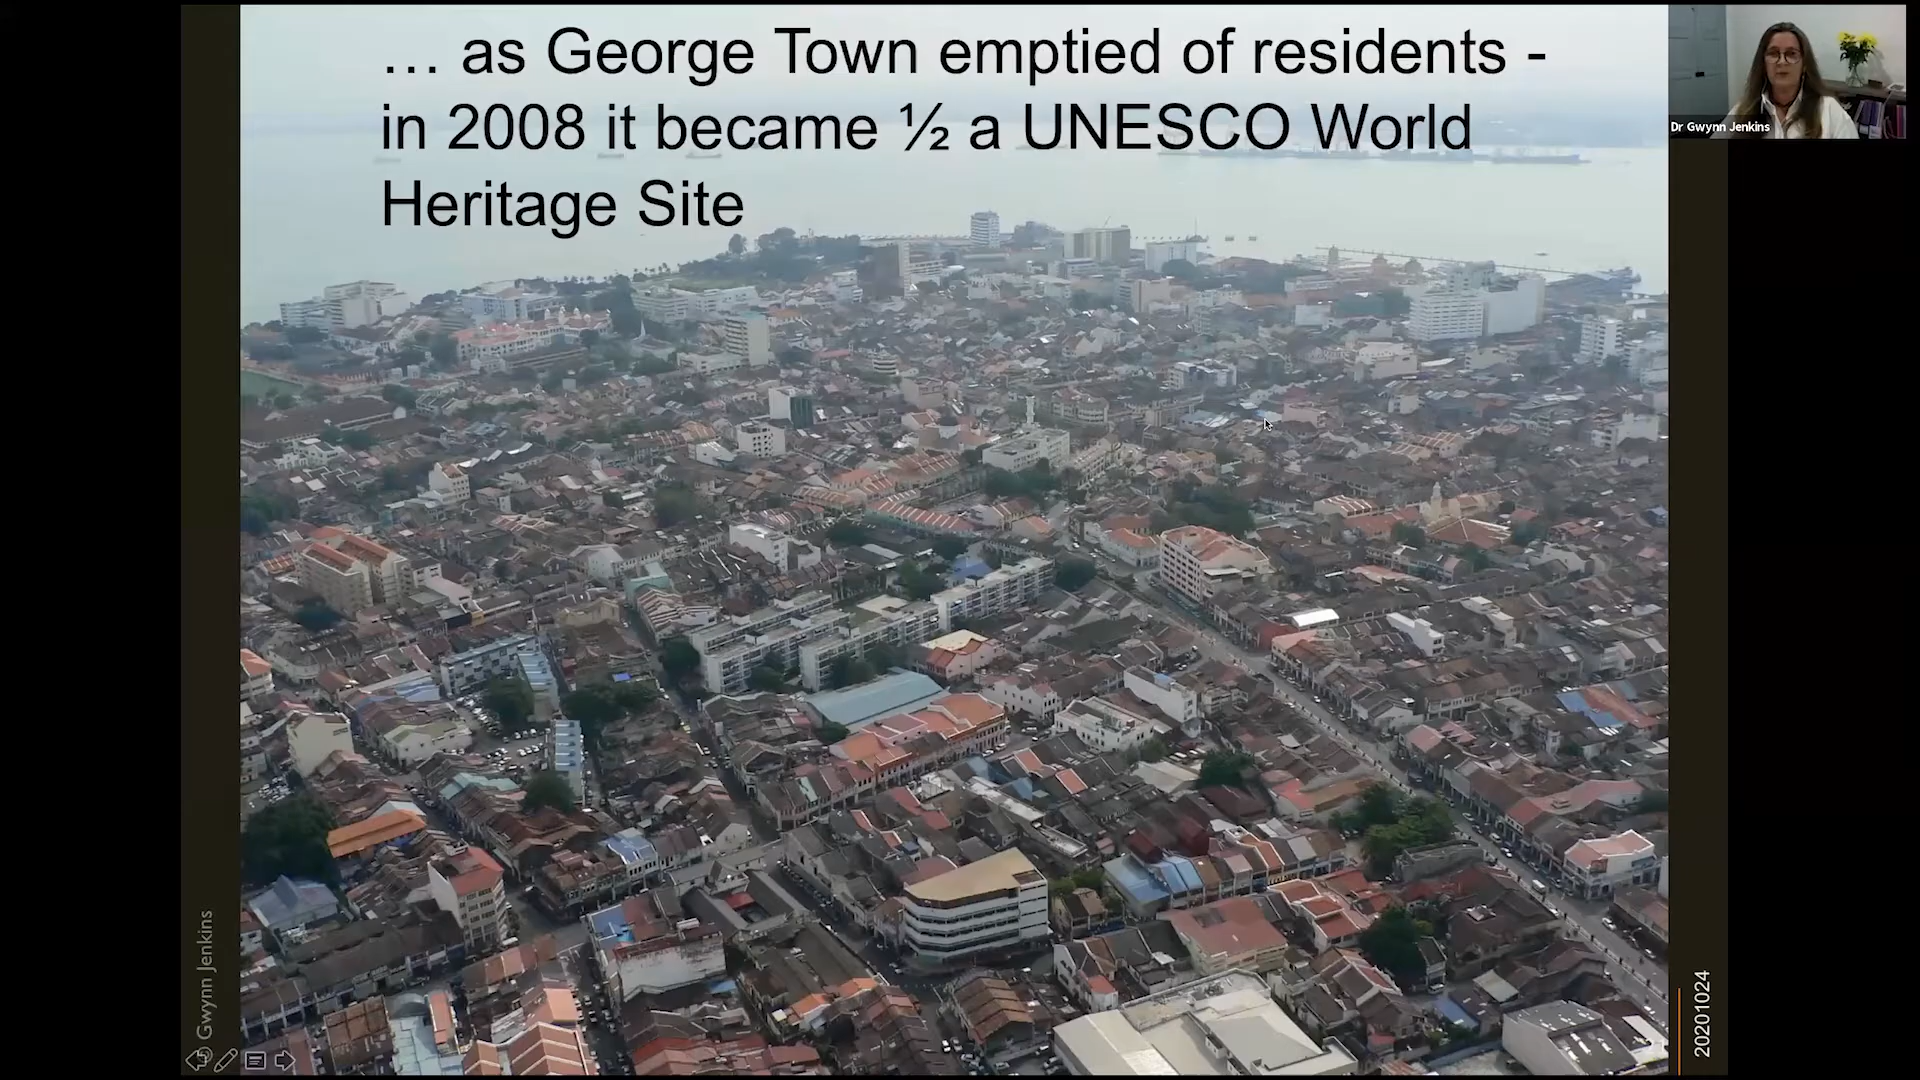 … as George Town emptied of residents -
in 2008 it became ½ a UNESCO World
Heritage Site
Dr Gwynn Jenkins
© Gwynn Jenkins
20201024